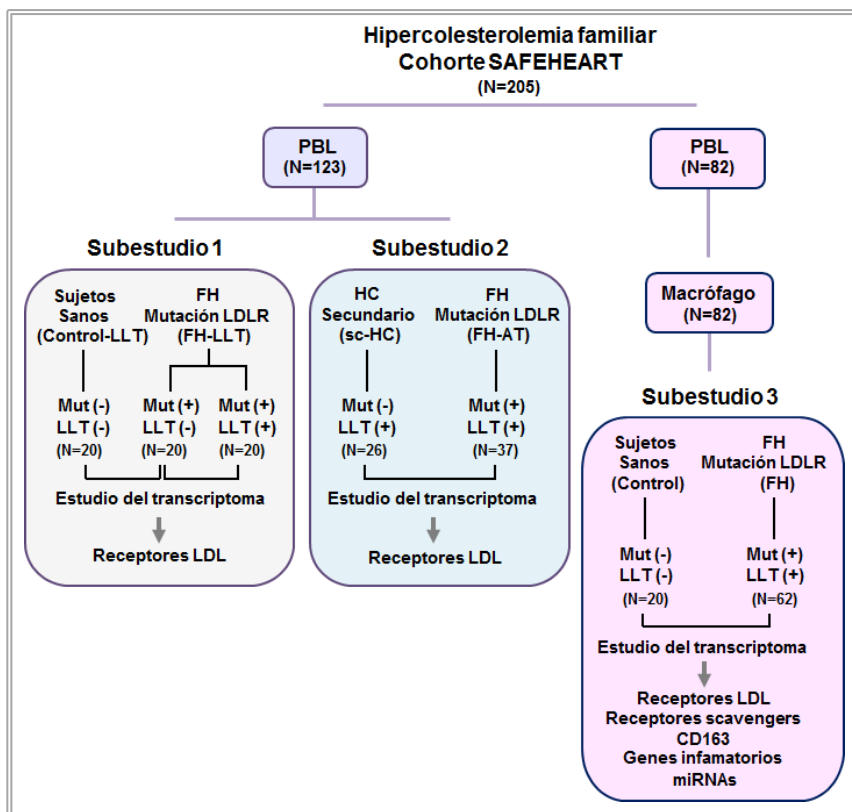 Hipercolesterolemia familiar
Cohorte SAFEHEART
(N=205)
PBL
(N=123)
PBL
(N=82)
Subestudio 1
Sujetos
Sanos
(Control-LLT)
FH
Mutación LDLR
(FH-LLT)
Mut (-)
LLT (-)
(N=20)
Mut (+)
LLT (-)
(N=20)
Mut (+)
LLT (+)
(N=20)
Estudio del transcriptoma
Receptores LDL
Subestudio 2
HC
Secundario
(sc-HC)
FH
Mutación LDLR
(FH-AT)
Mut (-)
LLT (+)
(N=26)
Mut (+)
LLT (+)
(N=37)
Estudio del transcriptoma
Receptores LDL
Macrófago
(N=82)
Subestudio 3
Sujetos
Sanos
(Control)
FH
Mutación LDLR
(FH)
Mut (-)
LLT (-)
(N=20)
Mut (+)
LLT (+)
(N=62)
Estudio del transcriptoma
Receptores LDL
Receptores scavengers
CD163
Genes infamatorios
miRNAs